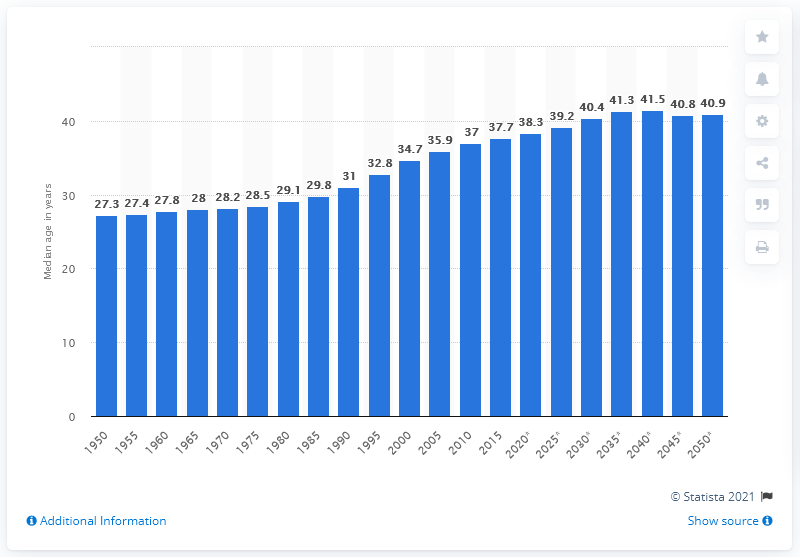 Median age in years
0
10
20
30
40
27.3 27.4 27.8 28 28.2 28.5 29.1 29.8 31 32.8 34.7 35.9 37 37.7 38.3 39.2 40.4 41.3 41.5 40.8 40.9
1950 1955 1960 1965 1970 1975 1980 1985 1990 1995 2000 2005 2010 2015 2020* 2025* 2030* 2035* 2040* 2045* 2050*
© Statista 2021
Additional Information
Show source